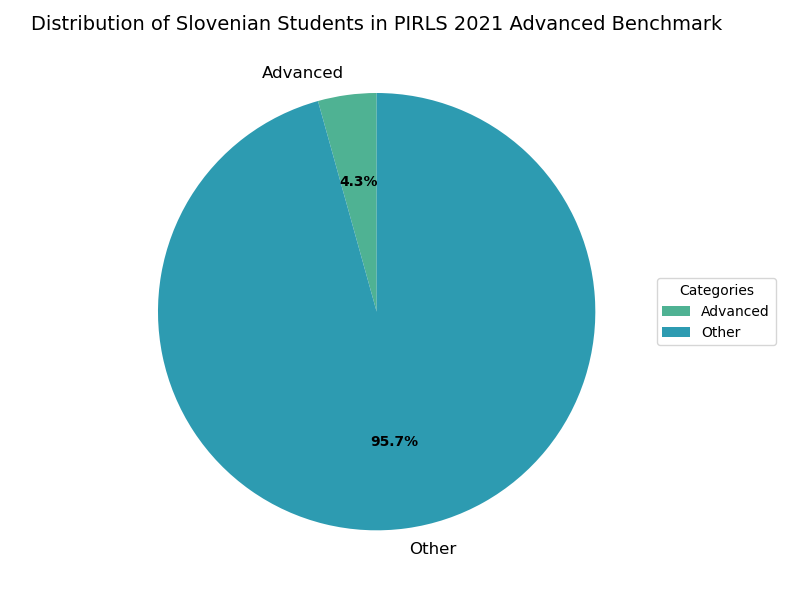 Distribution of Slovenian Students in PIRLS 2021 Advanced Benchmark
Advanced
4.3%
Categories
Advanced
Other
95.7%
Other